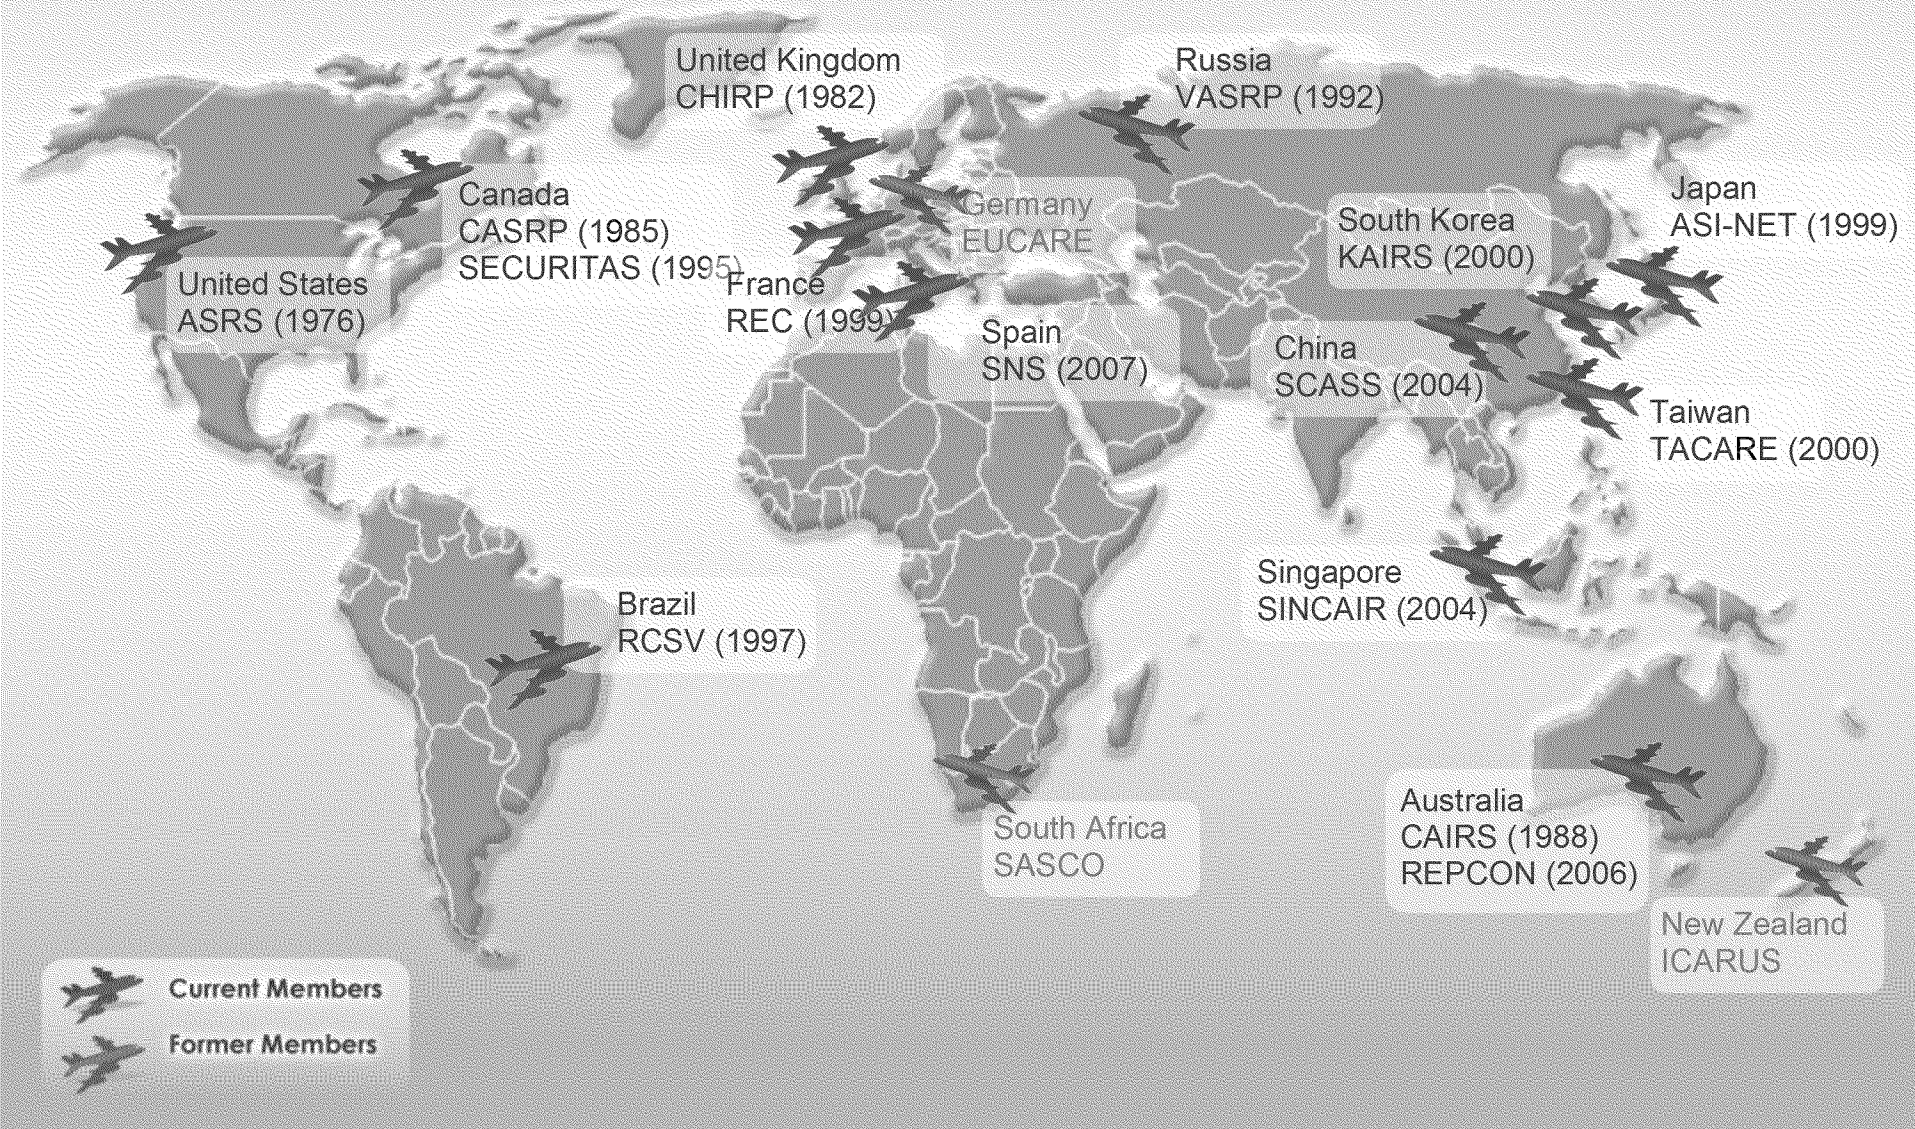 United Kingdom
CHIRP (1982)
Russia
VASRP (1992)
Canada
CASRP (1985)
SECURITAS (1995)
Germany
EUCARE
South Korea
KAIRS (2000)
Japan
ASI-NET (1999)
United States
ASRS (1976)
France
REC (1999)
Spain
SNS (2007)
China
SCASS (2004)
Taiwan
TACARE (2000)
Singapore
SINCAIR (2004)
Brazil
RCSV (1997)
South Africa
SASCO
Australia
CAIRS (1988)
REPCON (2006)
New Zealand
ICARUS
Current Members
Former Members